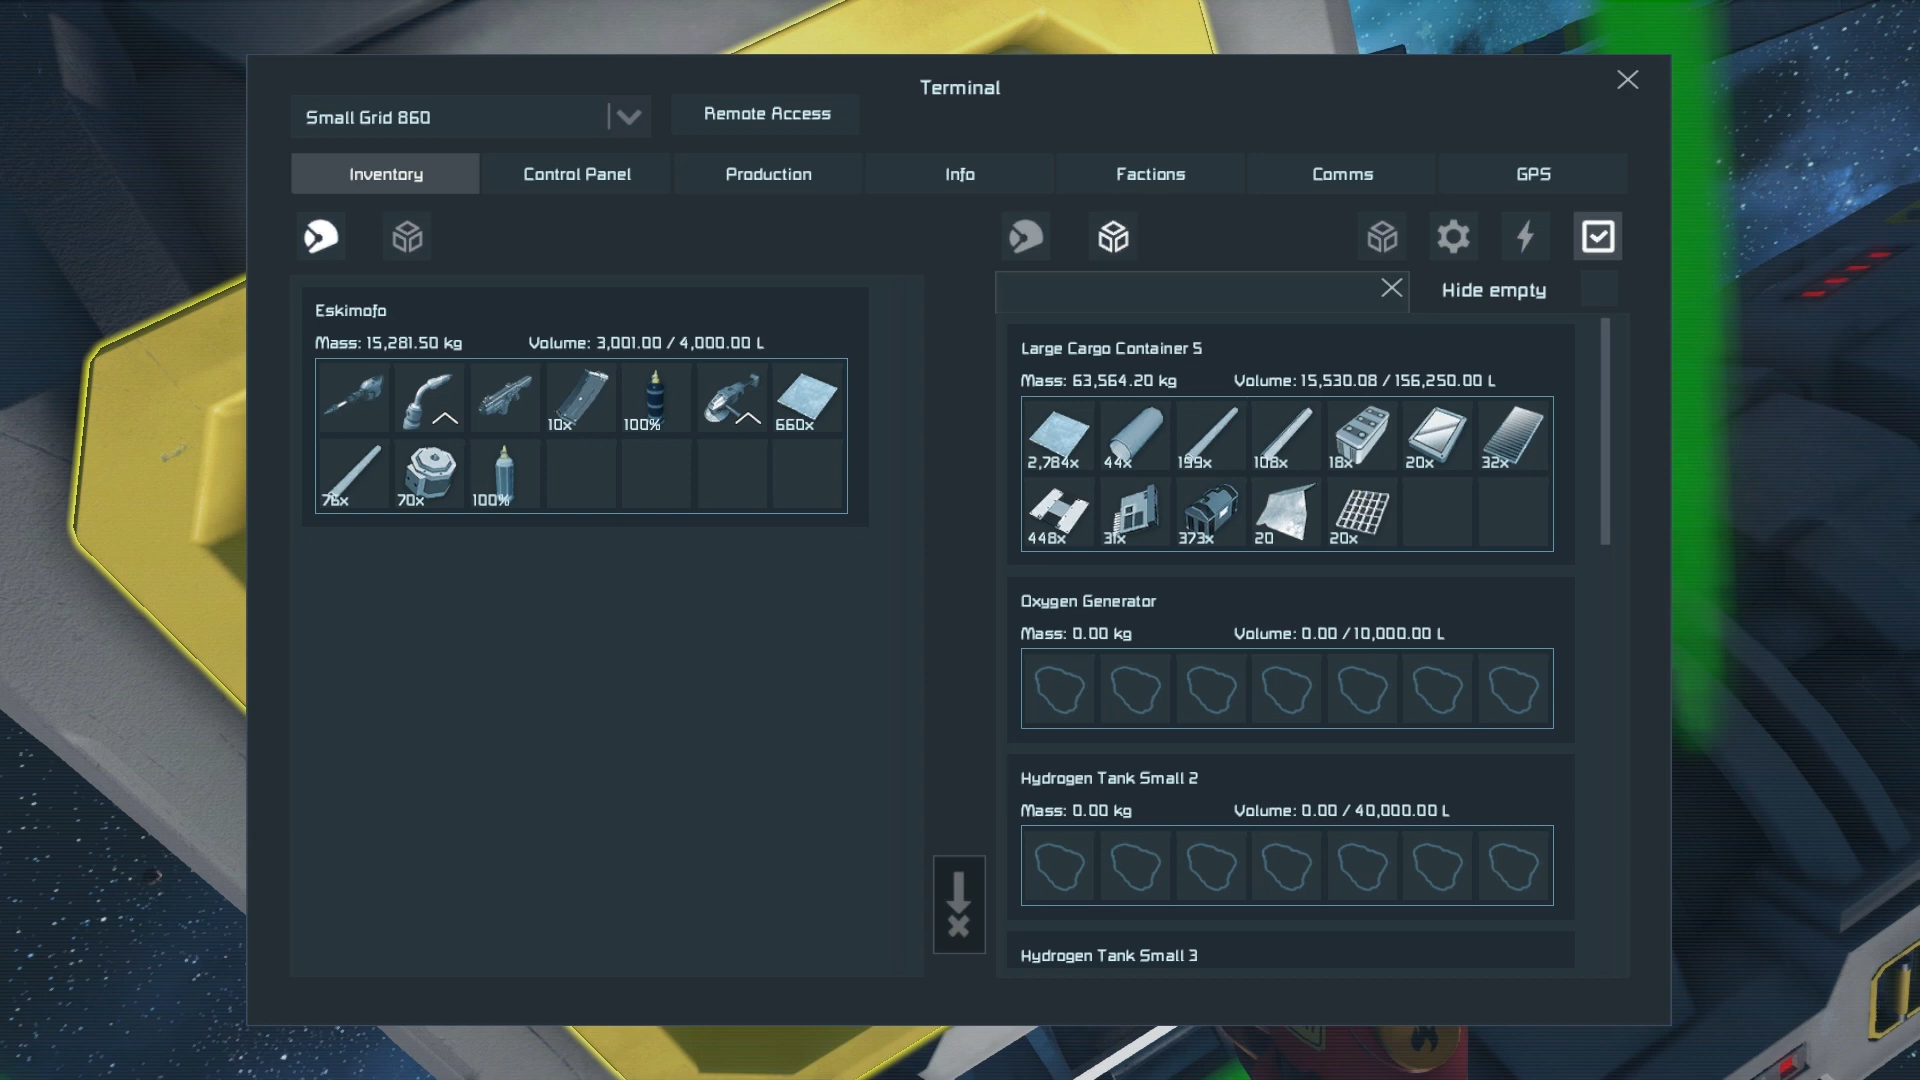 Terminal
Small Grid 860
Remote Access
Inventory
Control Panel
Production
Info
Factions
Comms
GPS
Hide empty
Eskimofo
Mass: 15,281.50 kg
Volume: 3,001.00 / 4,000.00 L
10x
100%
660x
76x
70x
100%
Large Cargo Container 5
Mass: 63,564.20 kg
Volume: 15,530.08 / 156,250.00 L
2,784x
44x
199x
108x
18x
20x
32x
448x
31x
373x
20
20x
Oxygen Generator
Mass: 0.00 kg
Volume: 0.00 / 10,000.00 L
Hydrogen Tank Small 2
Mass: 0.00 kg
Volume: 0.00 / 40,000.00 L
Hydrogen Tank Small 3